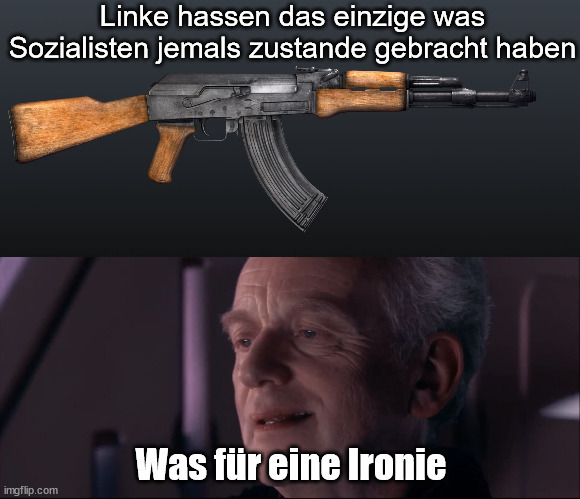 Linke hassen das einzige was
Sozialisten jemals zustande gebracht haben
Was für eine Ironie
imgflip.com